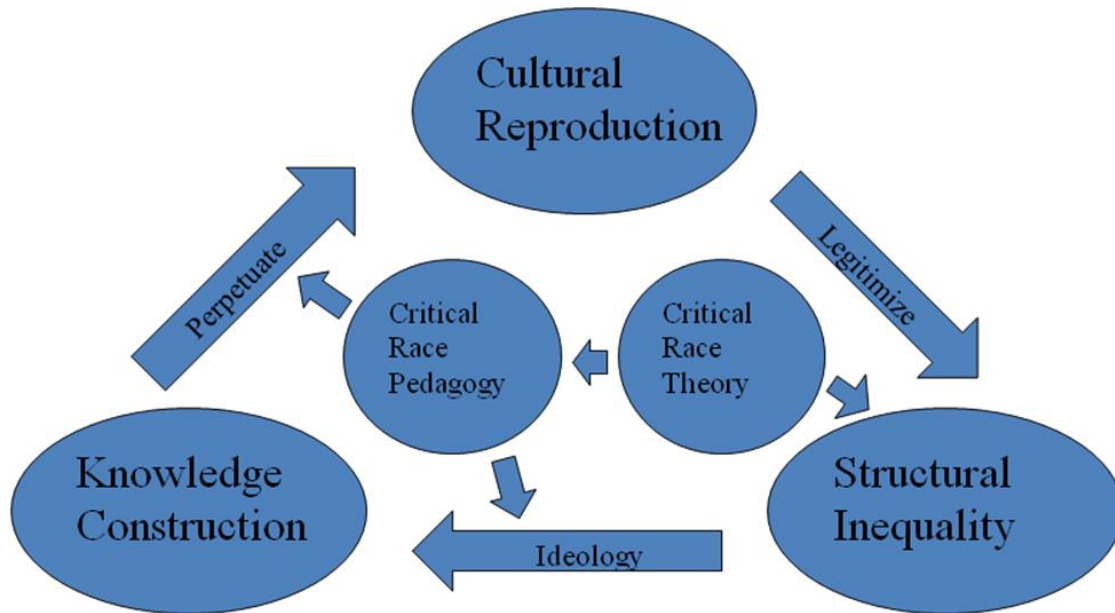 Cultural
Reproduction
Perpetuate
Legitimize
Critical
Race
Pedagogy
Critical
Race
Theory
Knowledge
Construction
Structural
Inequality
Ideology